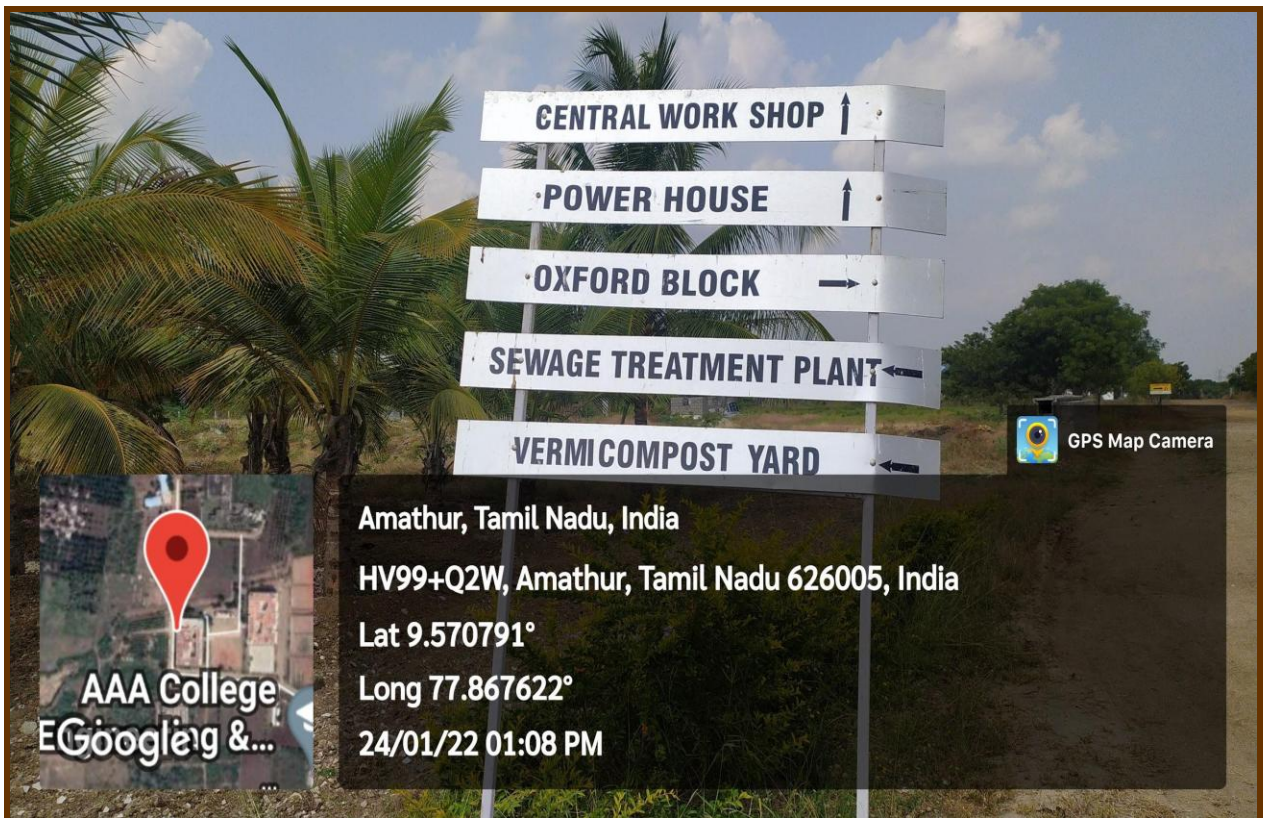 CENTRAL WORK SHOP ↑
POWER HOUSE ↑
OXFORD BLOCK →
SEWAGE TREATMENT PLANT ←
VERMICOMPOST YARD ←
GPS Map Camera
Amathur, Tamil Nadu, India
HV99+Q2W, Amathur, Tamil Nadu 626005, India
Lat 9.570791°
Long 77.867622°
24/01/22 01:08 PM
AAA College
Google &...
...